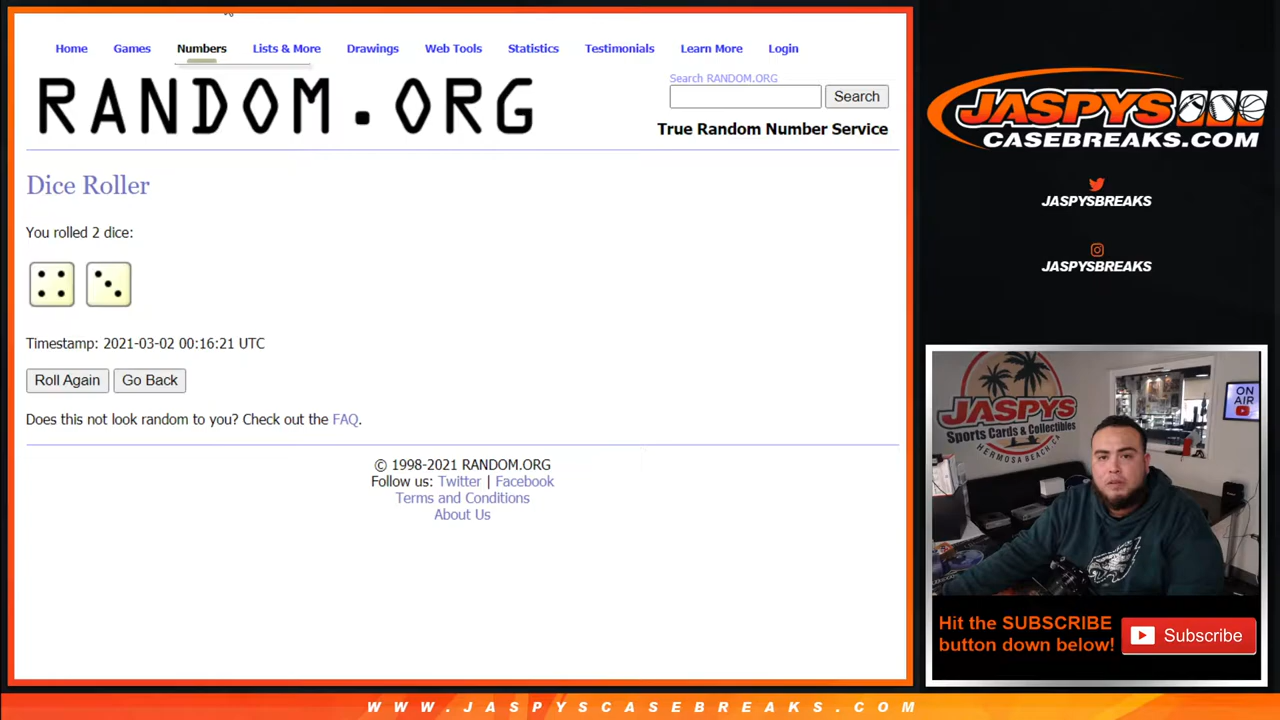 Home Games Numbers Lists & More Drawings Web Tools Statistics Testimonials Learn More Login
RANDOM.ORG
Search RANDOM.ORG
Search
True Random Number Service
Dice Roller
You rolled 2 dice:
Timestamp: 2021-03-02 00:16:21 UTC
Roll Again Go Back
Does this not look random to you? Check out the FAQ.
© 1998-2021 RANDOM.ORG
Follow us: Twitter | Facebook
Terms and Conditions
About Us
JASPYS
CASEBREAKS.COM
JASPYSBREAKS
JASPYSBREAKS
JASPYS
Sports Cards & Collectibles
HERMOSA BEACH, CA
ON
AIR
Hit the SUBSCRIBE
button down below!
Subscribe
WWW.JASPYSCASEBREAKS.COM